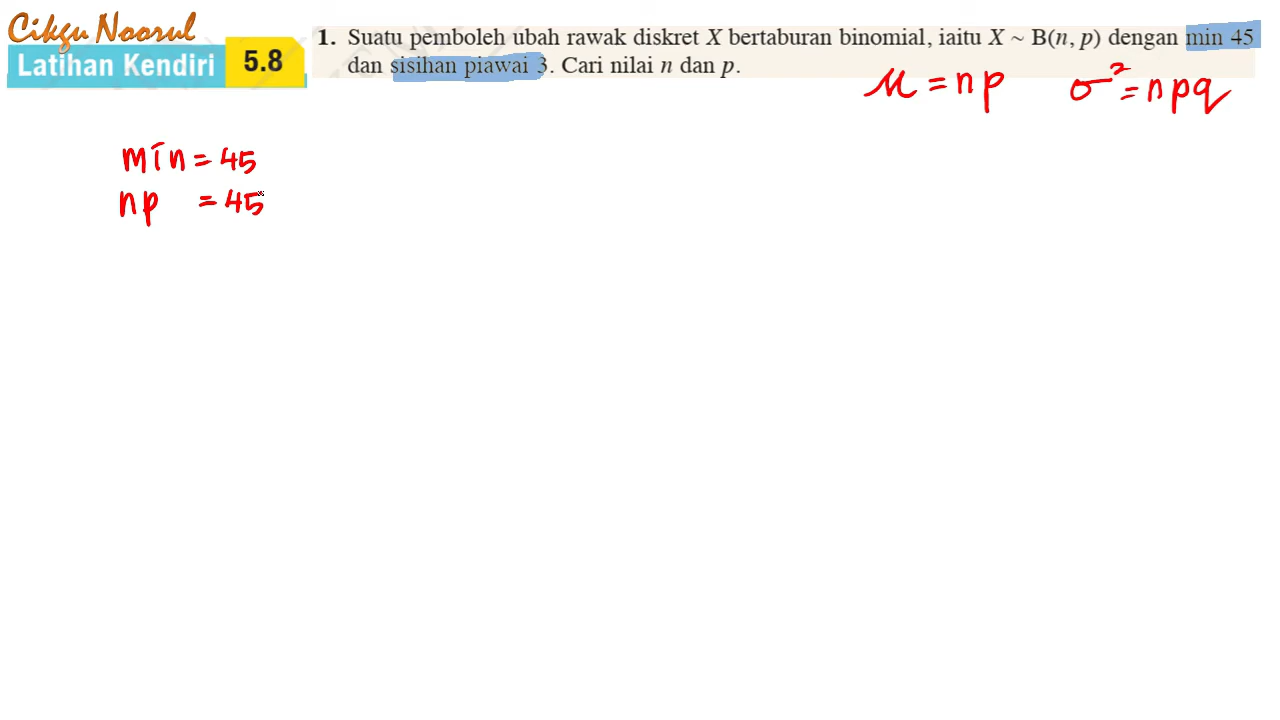 Cikgu Noorul
Latihan Kendiri 5.8
1. Suatu pemboleh ubah rawak diskret X bertaburan binomial, iaitu X ~ B(n, p) dengan min 45
dan sisihan piawai 3. Cari nilai n dan p.
μ = np σ² = npq
min = 45
np = 45